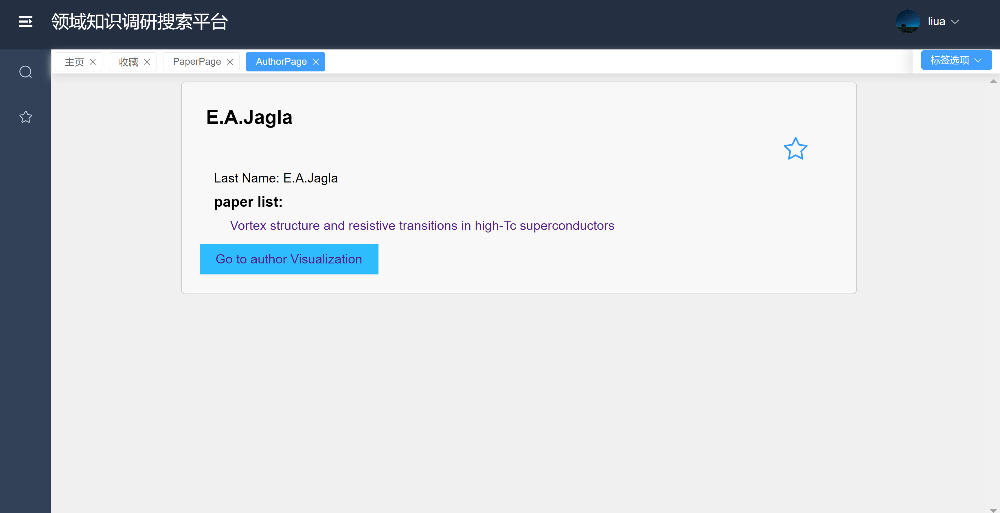 领域知识调研搜索平台
liua
主页
收藏
PaperPage
AuthorPage
标签选项
E.A.Jagla
Last Name: E.A.Jagla
paper list:
Vortex structure and resistive transitions in high-Tc superconductors
Go to author Visualization